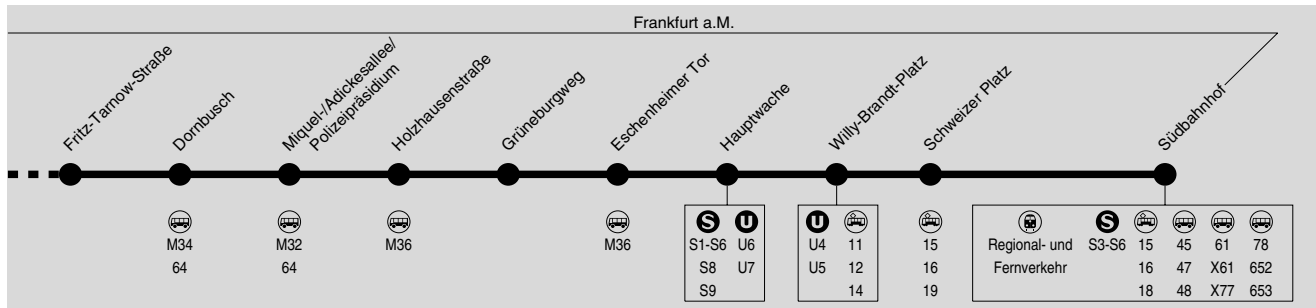 Frankfurt a.M.
Fritz-Tarnow-Straße
Dornbusch
Miquel-/Adickesallee/
Polizeipräsidium
Holzhausenstraße
Grüneburgweg
Eschenheimer Tor
Hauptwache
Willy-Brandt-Platz
Schweizer Platz
Südbahnhof
M34
64
M32
64
M36
M36
S U
S1-S6 U6
S8 U7
S9
U
U4 11
U5 12
14
15
16
19
S
Regional- und S3-S6 15 45 61 78
Fernverkehr 16 47 X61 652
18 48 X77 653